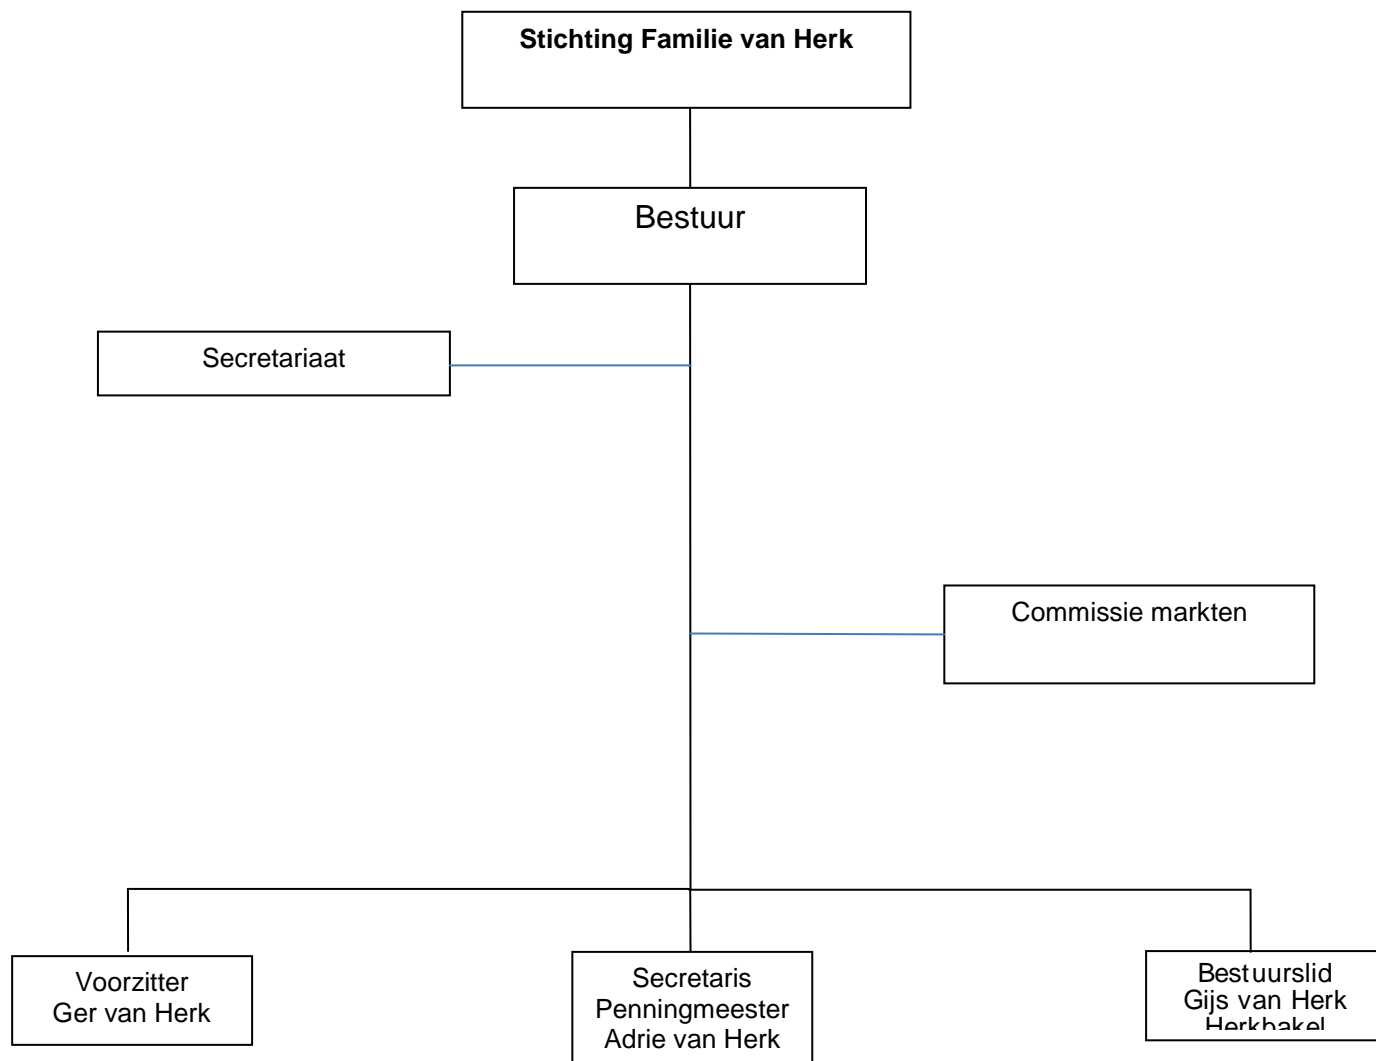 Stichting Familie van Herk
Bestuur
Secretariaat
Commissie markten
Voorzitter
Ger van Herk
Secretaris
Penningmeester
Adrie van Herk
Bestuurslid
Gijs van Herk
Herkbakel